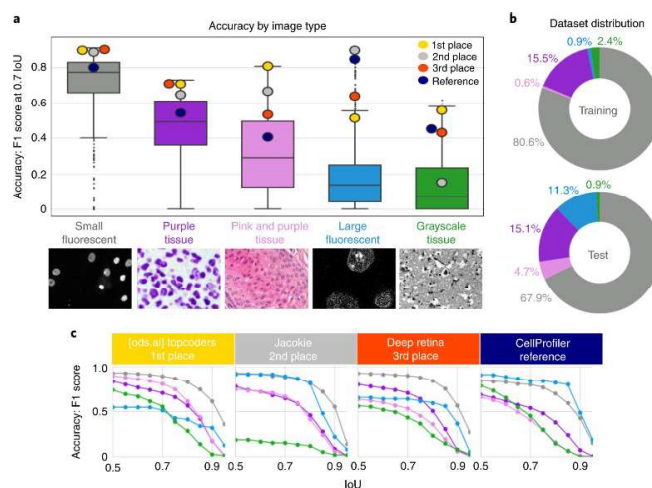 a
Accuracy by image type
1st place
2nd place
3rd place
Reference
Accuracy: F1 score at 0.7 IoU
0.8
0.6
0.4
0.2
0
Small
fluorescent
Purple
tissue
Pink and purple
tissue
Large
fluorescent
Grayscale
tissue
b
Dataset distribution
0.9%
2.4%
15.5%
0.6%
80.6%
Training
11.3%
0.9%
15.1%
4.7%
67.9%
Test
c
[ods.ai] topcoders
1st place
Jacokie
2nd place
Deep retina
3rd place
CellProfiler
reference
Accuracy: F1 score
1.0
0.5
0
0.5 0.7 0.9
0.5 0.7 0.9
0.5 0.7 0.9
0.5 0.7 0.9
IoU